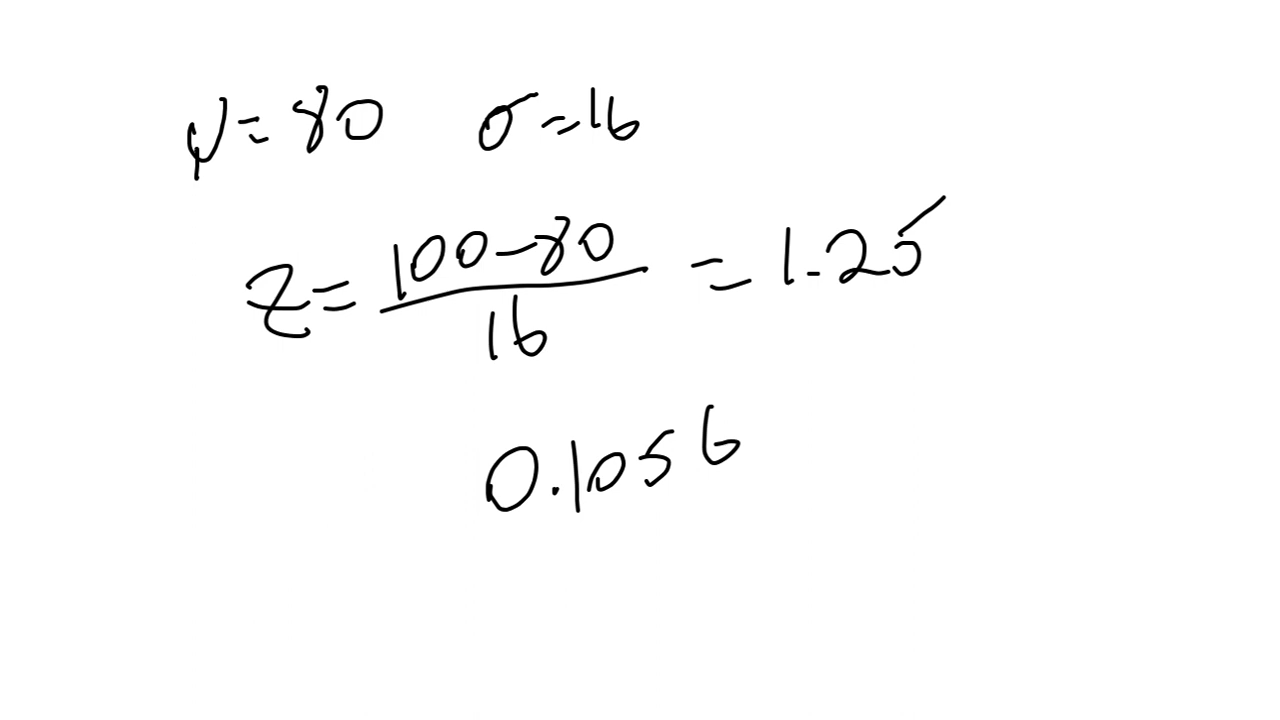 μ = 80 σ = 16
z = (100 - 80) / 16 = 1.25
0.1056